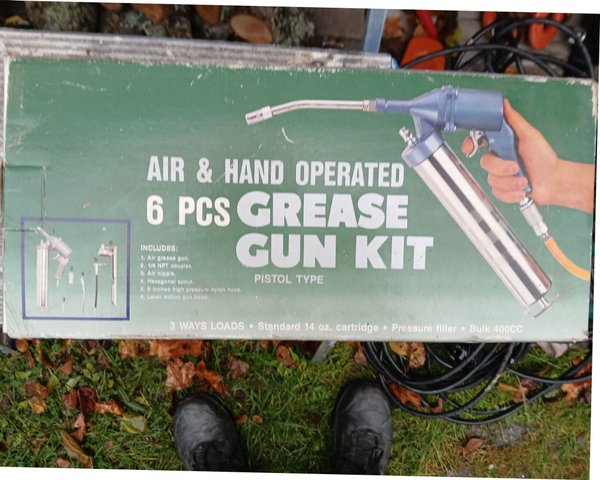 AIR & HAND OPERATED
6 PCS GREASE
GUN KIT
PISTOL TYPE
INCLUDES:
1. Air grease gun.
2. 1/8 NPT coupler.
3. Air nipple.
4. Hexagonal spout.
5. 8 inches high pressure nylon hose.
6. Lever action gun head.
3 WAYS LOADS • Standard 14 oz. cartridge • Pressure filler • Bulk 400CC